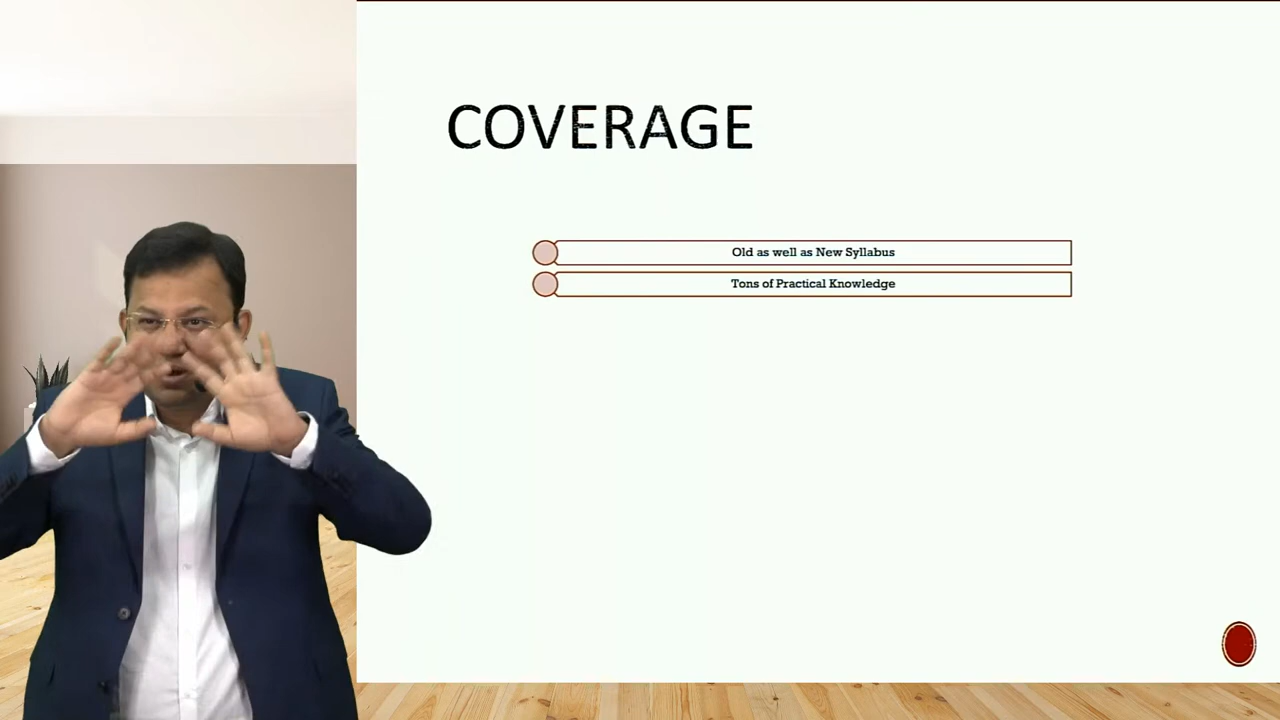 COVERAGE
Old as well as New Syllabus
Tons of Practical Knowledge